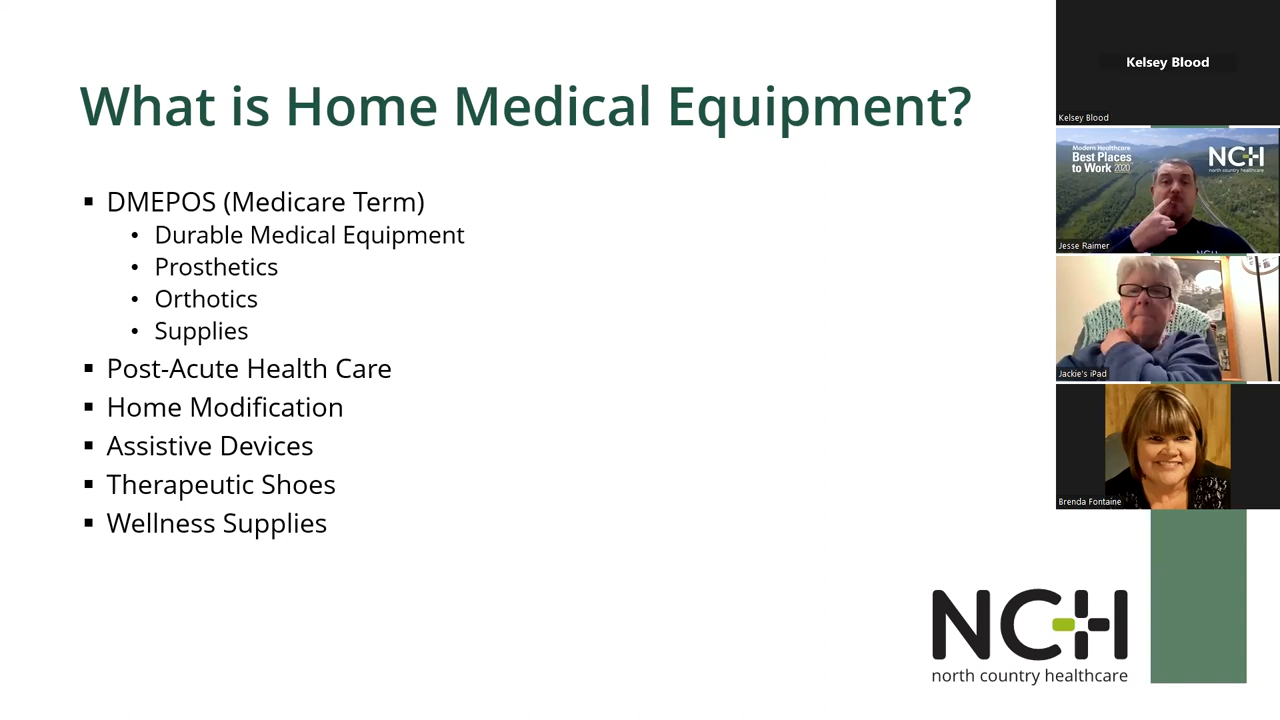 What is Home Medical Equipment?
▪ DMEPOS (Medicare Term)
• Durable Medical Equipment
• Prosthetics
• Orthotics
• Supplies
▪ Post-Acute Health Care
▪ Home Modification
▪ Assistive Devices
▪ Therapeutic Shoes
▪ Wellness Supplies
NCH
north country healthcare
Kelsey Blood
Kelsey Blood
Modern Healthcare
Best Places
to Work 2020
NCH
north country healthcare
NCH
Jesse Raimer
Jackie's iPad
Brenda Fontaine